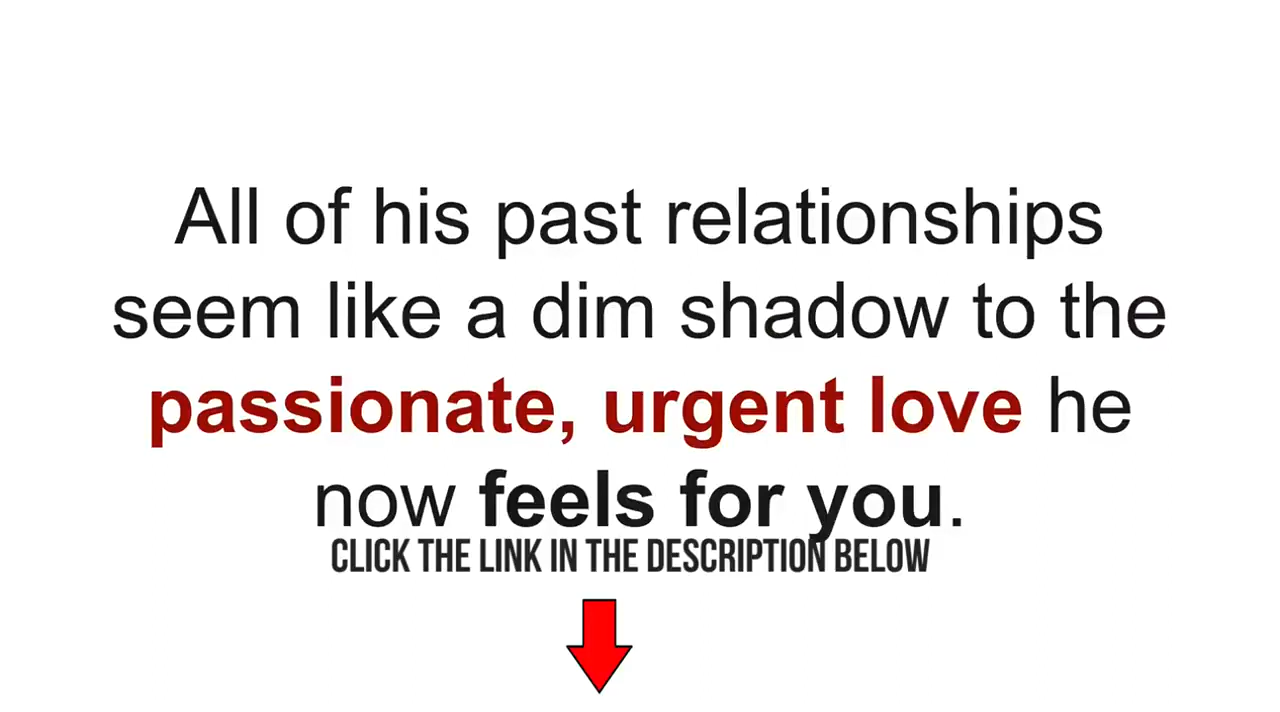 All of his past relationships
seem like a dim shadow to the
passionate, urgent love he
now feels for you.
CLICK THE LINK IN THE DESCRIPTION BELOW